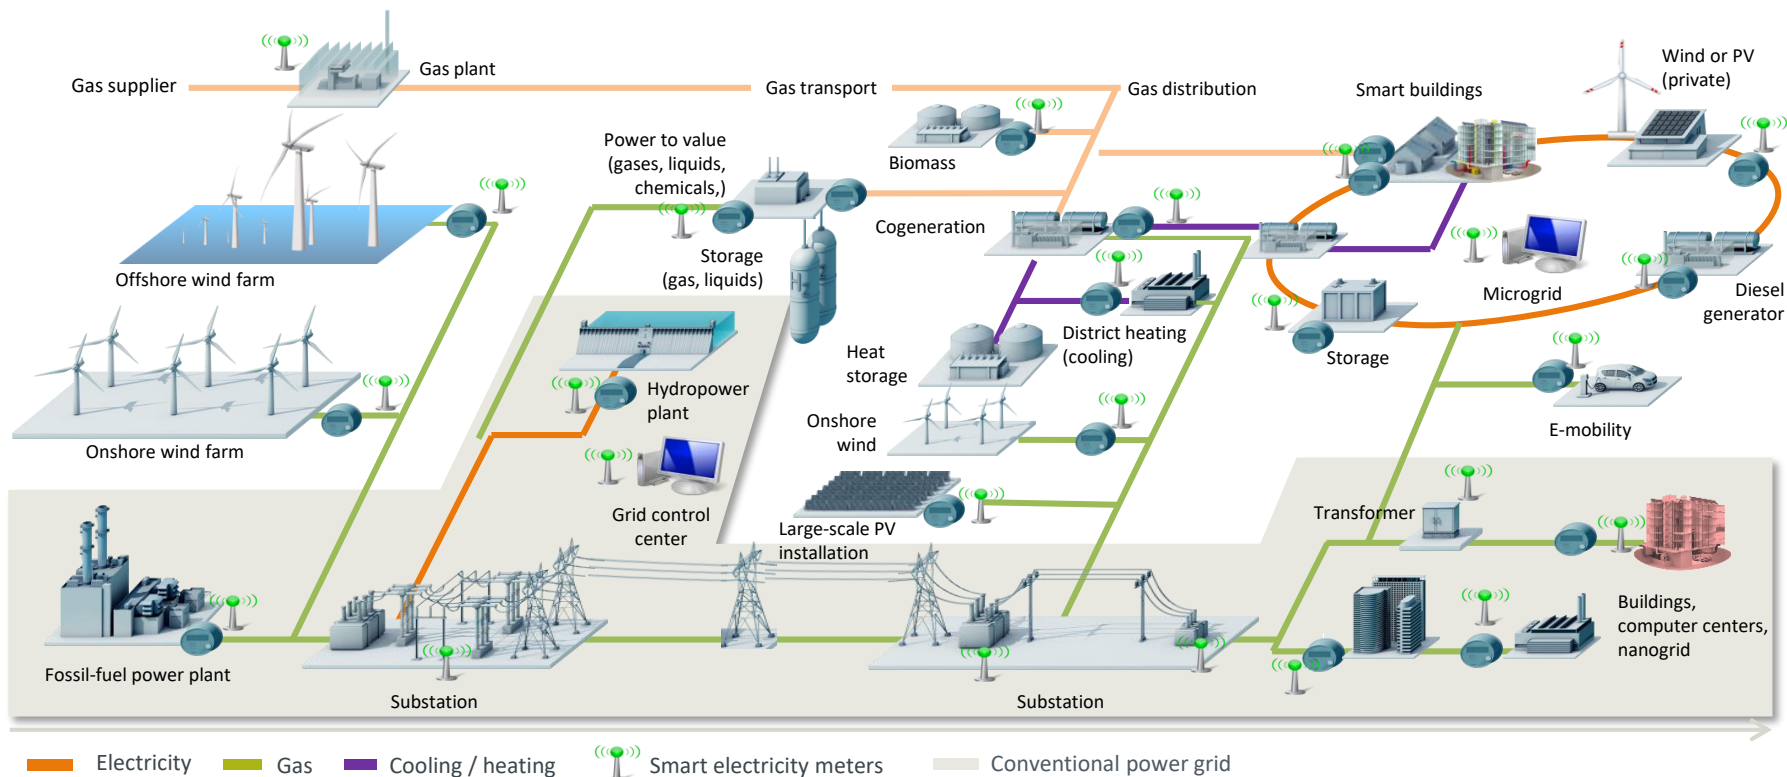 Gas supplier
Gas plant
Gas transport
Gas distribution
Smart buildings
Wind or PV
(private)
Biomass
Power to value
(gases, liquids,
chemicals,)
Cogeneration
Storage
(gas, liquids)
Offshore wind farm
Microgrid
Diesel
generator
District heating
(cooling)
Heat
storage
Storage
Hydropower
plant
Onshore
wind
E-mobility
Onshore wind farm
Grid control
center
Large-scale PV
installation
Transformer
Buildings,
computer centers,
nanogrid
Fossil-fuel power plant
Substation
Substation
Electricity
Gas
Cooling / heating
Smart electricity meters
Conventional power grid